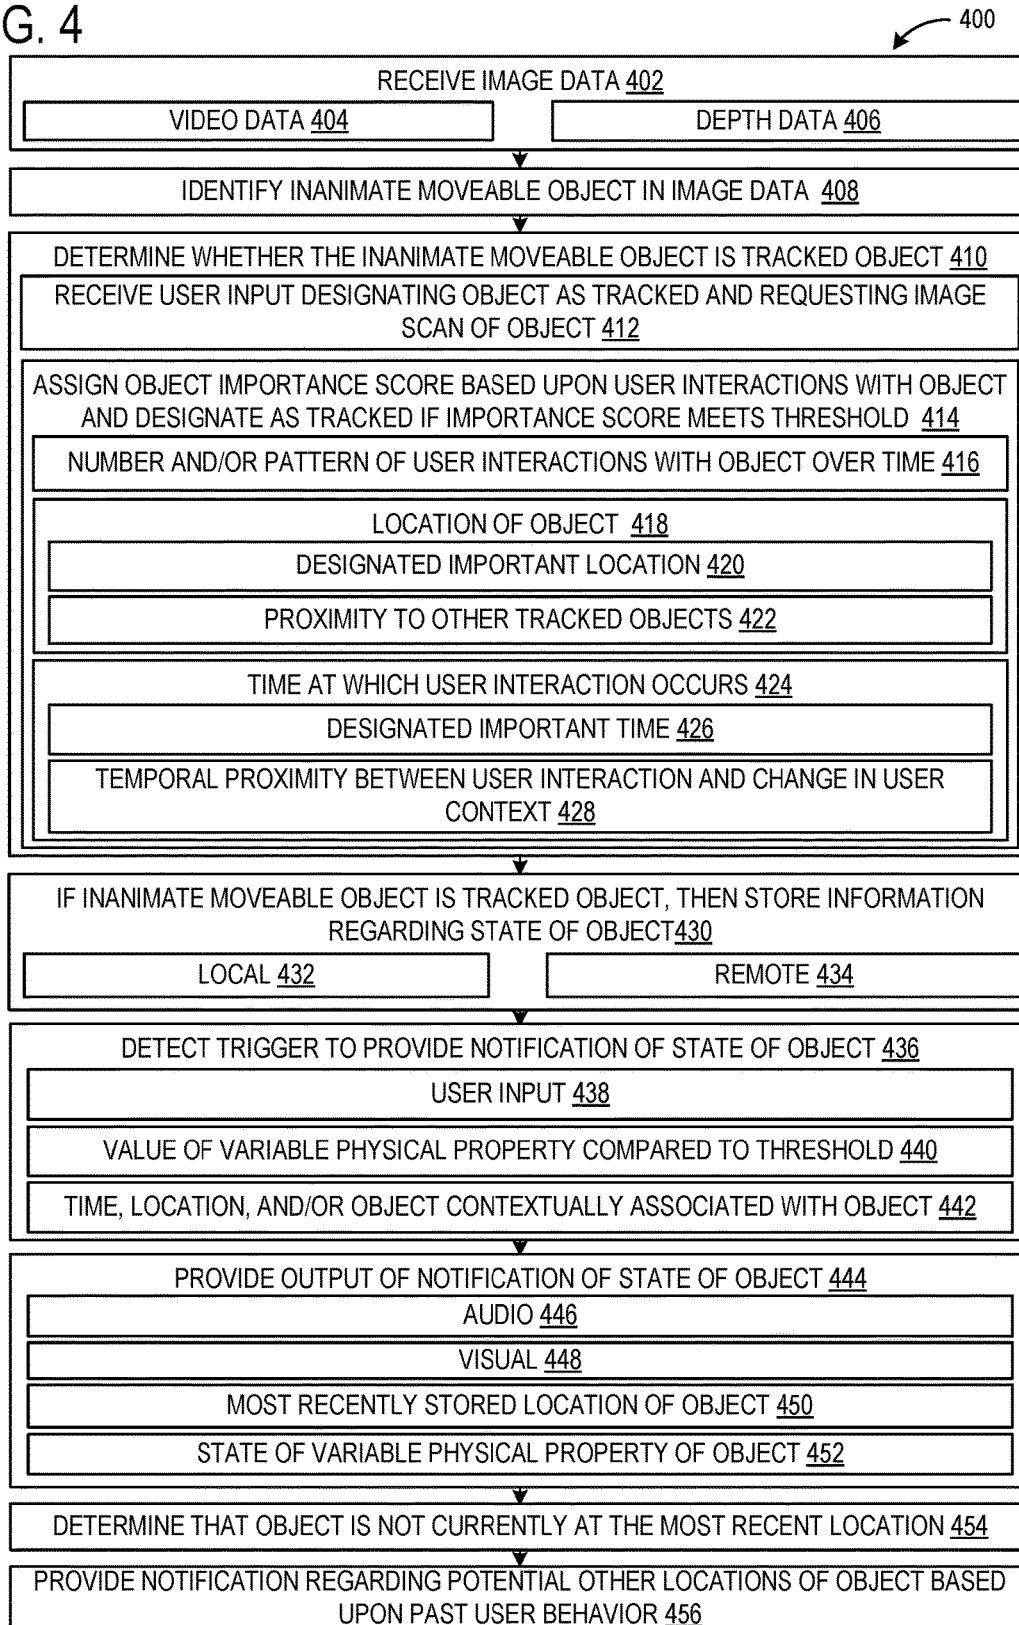 G. 4
400
RECEIVE IMAGE DATA 402
VIDEO DATA 404
DEPTH DATA 406
IDENTIFY INANIMATE MOVEABLE OBJECT IN IMAGE DATA 408
DETERMINE WHETHER THE INANIMATE MOVEABLE OBJECT IS TRACKED OBJECT 410
RECEIVE USER INPUT DESIGNATING OBJECT AS TRACKED AND REQUESTING IMAGE
SCAN OF OBJECT 412
ASSIGN OBJECT IMPORTANCE SCORE BASED UPON USER INTERACTIONS WITH OBJECT
AND DESIGNATE AS TRACKED IF IMPORTANCE SCORE MEETS THRESHOLD 414
NUMBER AND/OR PATTERN OF USER INTERACTIONS WITH OBJECT OVER TIME 416
LOCATION OF OBJECT 418
DESIGNATED IMPORTANT LOCATION 420
PROXIMITY TO OTHER TRACKED OBJECTS 422
TIME AT WHICH USER INTERACTION OCCURS 424
DESIGNATED IMPORTANT TIME 426
TEMPORAL PROXIMITY BETWEEN USER INTERACTION AND CHANGE IN USER
CONTEXT 428
IF INANIMATE MOVEABLE OBJECT IS TRACKED OBJECT, THEN STORE INFORMATION
REGARDING STATE OF OBJECT430
LOCAL 432
REMOTE 434
DETECT TRIGGER TO PROVIDE NOTIFICATION OF STATE OF OBJECT 436
USER INPUT 438
VALUE OF VARIABLE PHYSICAL PROPERTY COMPARED TO THRESHOLD 440
TIME, LOCATION, AND/OR OBJECT CONTEXTUALLY ASSOCIATED WITH OBJECT 442
PROVIDE OUTPUT OF NOTIFICATION OF STATE OF OBJECT 444
AUDIO 446
VISUAL 448
MOST RECENTLY STORED LOCATION OF OBJECT 450
STATE OF VARIABLE PHYSICAL PROPERTY OF OBJECT 452
DETERMINE THAT OBJECT IS NOT CURRENTLY AT THE MOST RECENT LOCATION 454
PROVIDE NOTIFICATION REGARDING POTENTIAL OTHER LOCATIONS OF OBJECT BASED
UPON PAST USER BEHAVIOR 456